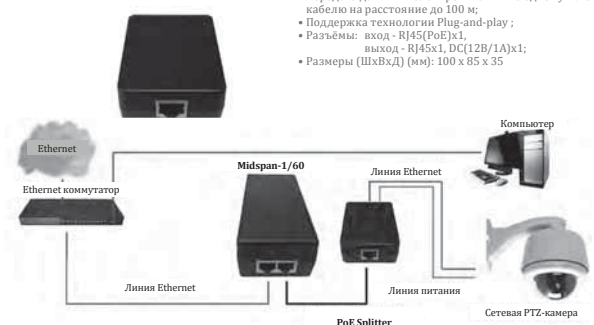 кабелю на расстояние до 100 м;
• Поддержка технологии Plug-and-play ;
• Разъёмы: вход - RJ45(PoE)x1,
выход - RJ45x1, DC(12В/1А)x1;
• Размеры (ШxВxД) (мм): 100 x 85 x 35
Компьютер
Ethernet
Midspan-1/60
Линия Ethernet
Ethernet коммутатор
Линия Ethernet
Линия питания
Сетевая PTZ-камера
PoE Splitter